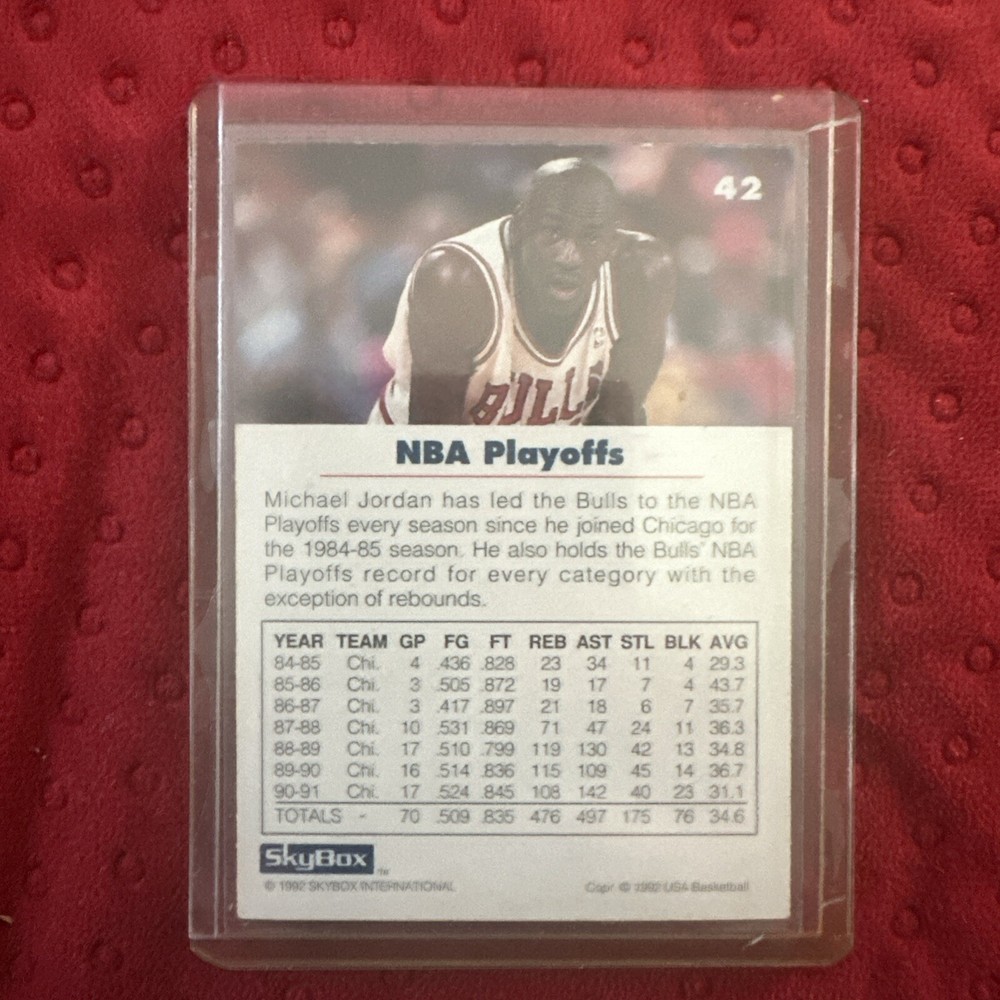 42
BULLS
NBA Playoffs
Michael Jordan has led the Bulls to the NBA
Playoffs every season since he joined Chicago for
the 1984-85 season. He also holds the Bulls' NBA
Playoffs record for every category with the
exception of rebounds.
YEAR TEAM GP FG FT REB AST STL BLK AVG
84-85 Chi. 4 .436 .828 23 34 11 4 29.3
85-86 Chi. 3 .505 .872 19 17 7 4 43.7
86-87 Chi. 3 .417 .897 21 18 6 7 35.7
87-88 Chi. 10 .531 .869 71 47 24 11 36.3
88-89 Chi. 17 .510 .799 119 130 42 13 34.8
89-90 Chi. 16 .514 .836 115 109 45 14 36.7
90-91 Chi. 17 .524 .845 108 142 40 23 31.1
TOTALS - 70 .509 .835 476 497 175 76 34.6
SkyBox™
© 1992 SKYBOX INTERNATIONAL Copr. © 1992 USA Basketball